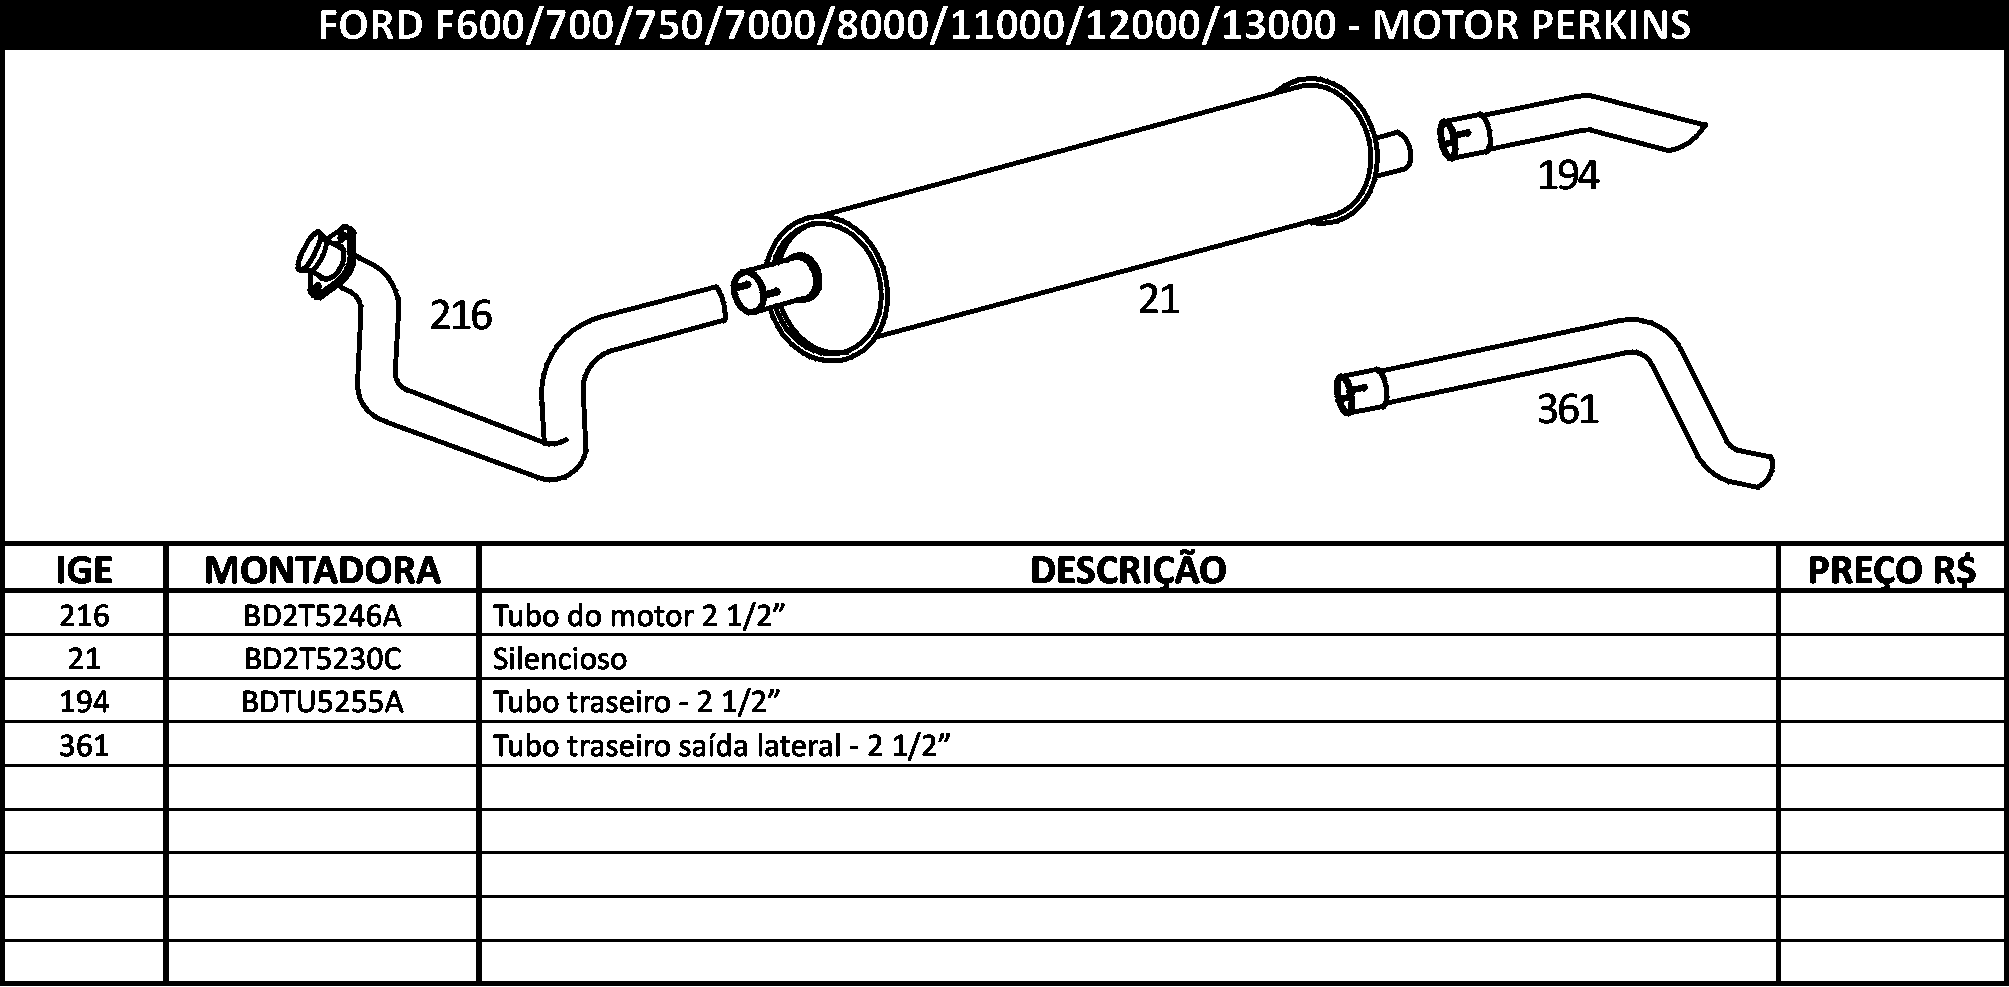 FORD F600/700/750/7000/8000/11000/12000/13000 - MOTOR PERKINS
194
216
21
361
IGE MONTADORA DESCRIÇÃO PREÇO R$
216 BD2T5246A Tubo do motor 2 1/2”
21 BD2T5230C Silencioso
194 BDTU5255A Tubo traseiro - 2 1/2”
361 Tubo traseiro saída lateral - 2 1/2”